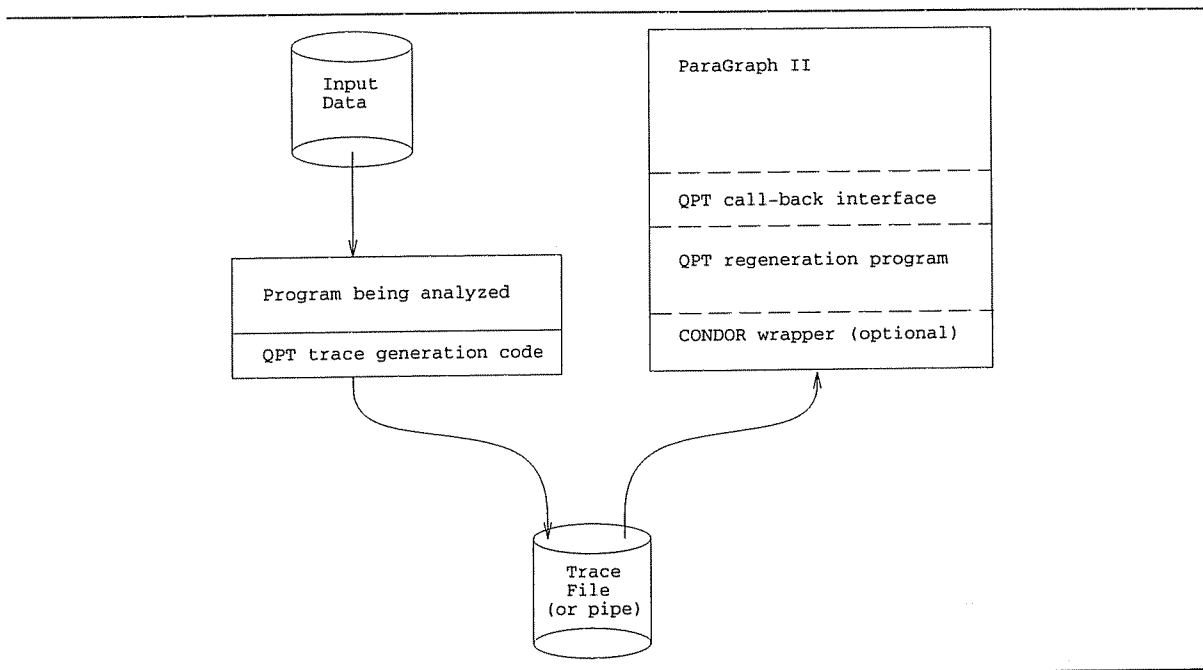 Input
Data
Program being analyzed
QPT trace generation code
Trace
File
(or pipe)
ParaGraph II
QPT call-back interface
QPT regeneration program
CONDOR wrapper (optional)